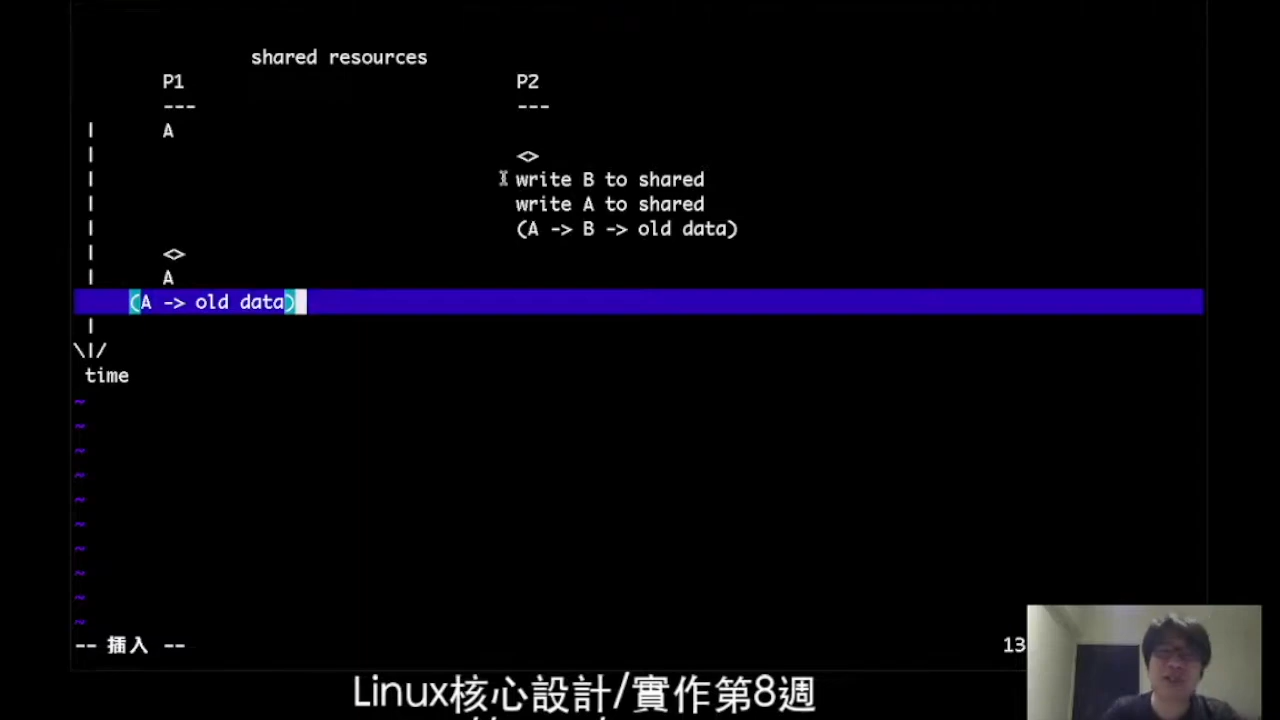 shared resources
P1 P2
--- ---
| A
| <>
| write B to shared
| write A to shared
| (A -> B -> old data)
| <>
| A
(A -> old data)
|
\|/
time
~
~
~
~
~
~
~
~
~
~
-- 插入 -- 13
Linux核心設計/實作第8週